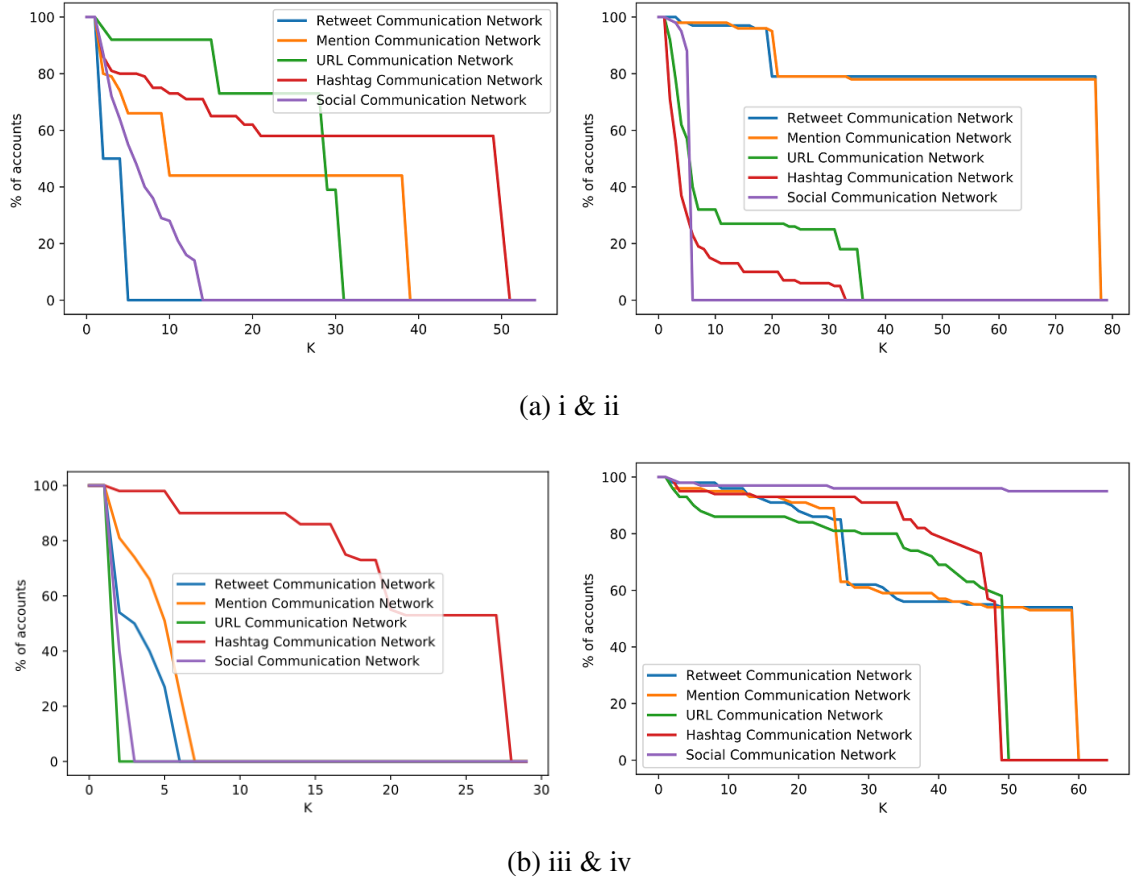 100
80
60
40
20
0
% of accounts
0 10 20 30 40 50
K
Retweet Communication Network
Mention Communication Network
URL Communication Network
Hashtag Communication Network
Social Communication Network
100
80
60
40
20
0
% of accounts
0 10 20 30 40 50 60 70 80
K
Retweet Communication Network
Mention Communication Network
URL Communication Network
Hashtag Communication Network
Social Communication Network
(a) i & ii
100
80
60
40
20
0
% of accounts
0 5 10 15 20 25 30
K
Retweet Communication Network
Mention Communication Network
URL Communication Network
Hashtag Communication Network
Social Communication Network
100
80
60
40
20
0
% of accounts
0 10 20 30 40 50 60
K
Retweet Communication Network
Mention Communication Network
URL Communication Network
Hashtag Communication Network
Social Communication Network
(b) iii & iv